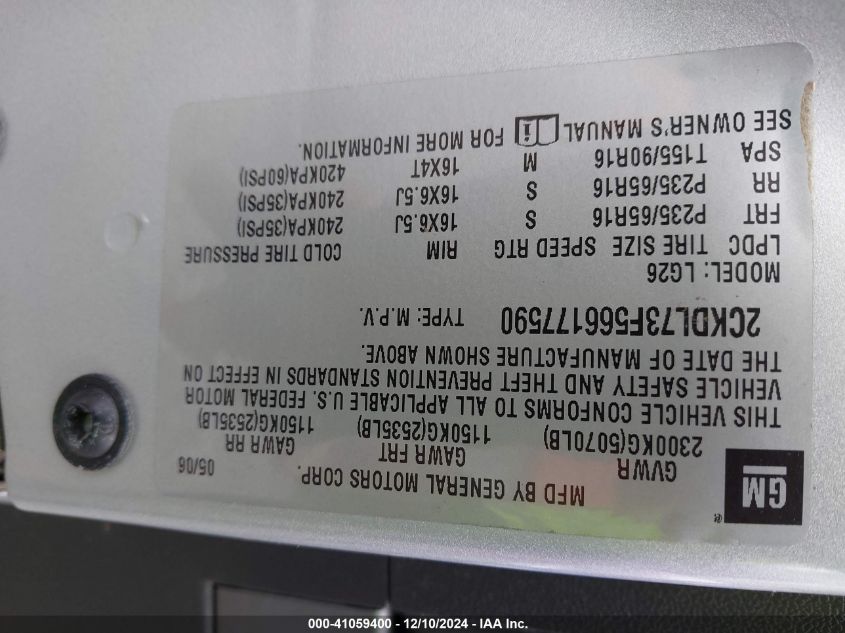 GM®
MFD BY GENERAL MOTORS CORP. 05/06
GVWR GAWR FRT GAWR RR
2300KG(5070LB) 1150KG(2535LB) 1150KG(2535LB)
THIS VEHICLE CONFORMS TO ALL APPLICABLE U.S. FEDERAL MOTOR
VEHICLE SAFETY AND THEFT PREVENTION STANDARDS IN EFFECT ON
THE DATE OF MANUFACTURE SHOWN ABOVE.
2CKDL73F566177590 TYPE: M.P.V.
MODEL: LG26
LPDC TIRE SIZE SPEED RTG RIM COLD TIRE PRESSURE
FRT P235/65R16 S 16X6.5J 240KPA(35PSI)
RR P235/65R16 S 16X6.5J 240KPA(35PSI)
SPA T155/90R16 M 16X4T 420KPA(60PSI)
SEE OWNER'S MANUAL i FOR MORE INFORMATION.
000-41059400 - 12/10/2024 - IAA Inc.